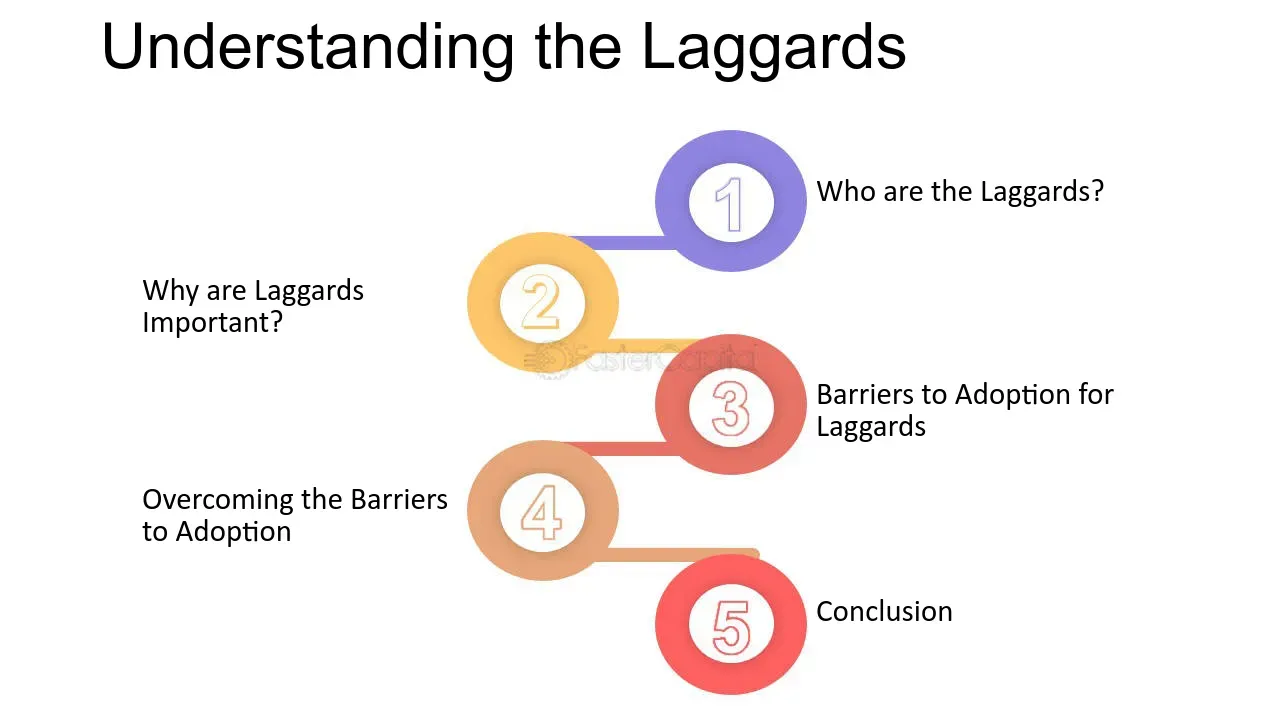 Understanding the Laggards
1
Who are the Laggards?
2
Why are Laggards
Important?
FasterCapital
3
Barriers to Adoption for
Laggards
4
Overcoming the Barriers
to Adoption
5
Conclusion